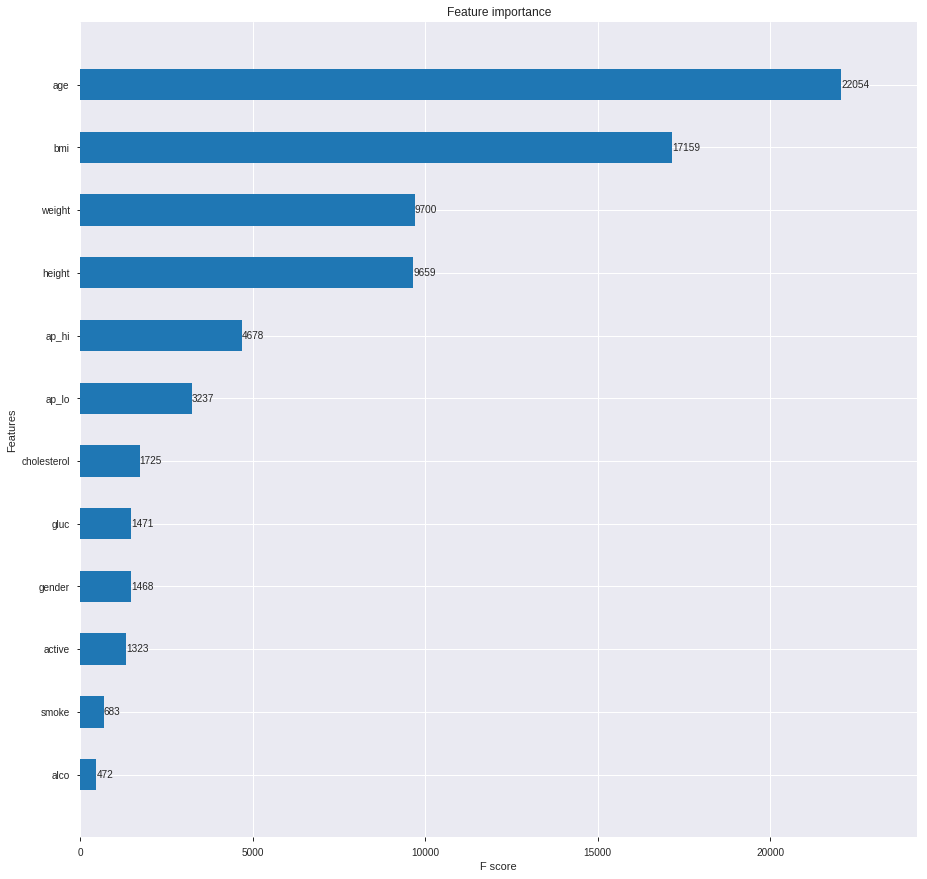 Feature importance
age 22054
bmi 17159
weight 9700
height 9659
ap_hi 4678
ap_lo 3237
cholesterol 1725
gluc 1471
gender 1468
active 1323
smoke 683
alco 472
Features
0 5000 10000 15000 20000
F score